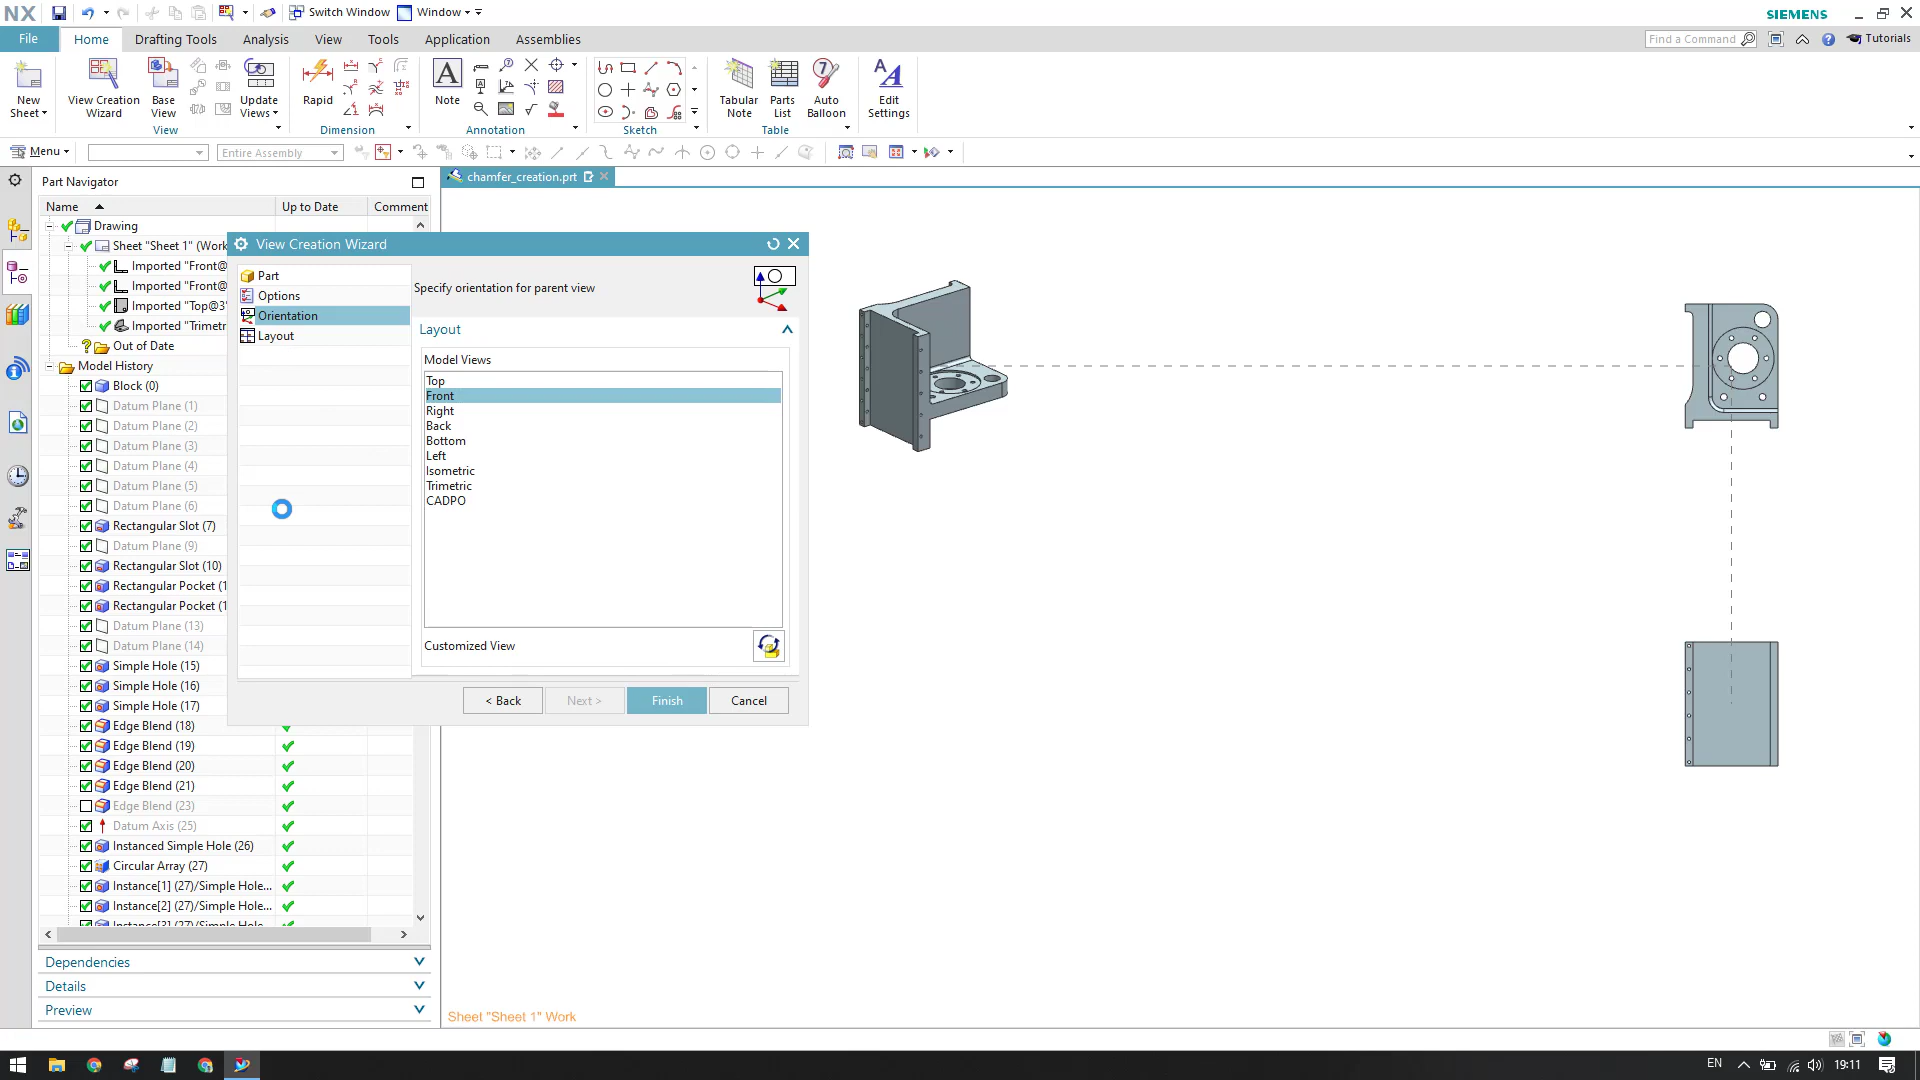 NX
Switch Window
Window
SIEMENS
File
Home
Drafting Tools
Analysis
View
Tools
Application
Assemblies
Find a Command
Tutorials
New
Sheet
View Creation
Wizard
Base
View
Update
Views
Rapid
Note
Tabular
Note
Parts
List
Auto
Balloon
Edit
Settings
View
Dimension
Annotation
Sketch
Table
Menu
Entire Assembly
Part Navigator
chamfer_creation.prt
Name
Up to Date
Comment
Drawing
Sheet "Sheet 1" (Work
Imported "Front@
Imported "Front@
Imported "Top@3"
Imported "Trimetr
Out of Date
Model History
Block (0)
Datum Plane (1)
Datum Plane (2)
Datum Plane (3)
Datum Plane (4)
Datum Plane (5)
Datum Plane (6)
Rectangular Slot (7)
Datum Plane (9)
Rectangular Slot (10)
Rectangular Pocket (1
Rectangular Pocket (1
Datum Plane (13)
Datum Plane (14)
Simple Hole (15)
Simple Hole (16)
Simple Hole (17)
Edge Blend (18)
Edge Blend (19)
Edge Blend (20)
Edge Blend (21)
Edge Blend (23)
Datum Axis (25)
Instanced Simple Hole (26)
Circular Array (27)
Instance[1] (27)/Simple Hole...
Instance[2] (27)/Simple Hole...
Instance[3] (27)/Simple Hole...
Dependencies
Details
Preview
View Creation Wizard
Part
Options
Orientation
Layout
Specify orientation for parent view
Layout
Model Views
Top
Front
Right
Back
Bottom
Left
Isometric
Trimetric
CADPO
Customized View
< Back
Next >
Finish
Cancel
Sheet "Sheet 1" Work
EN
19:11